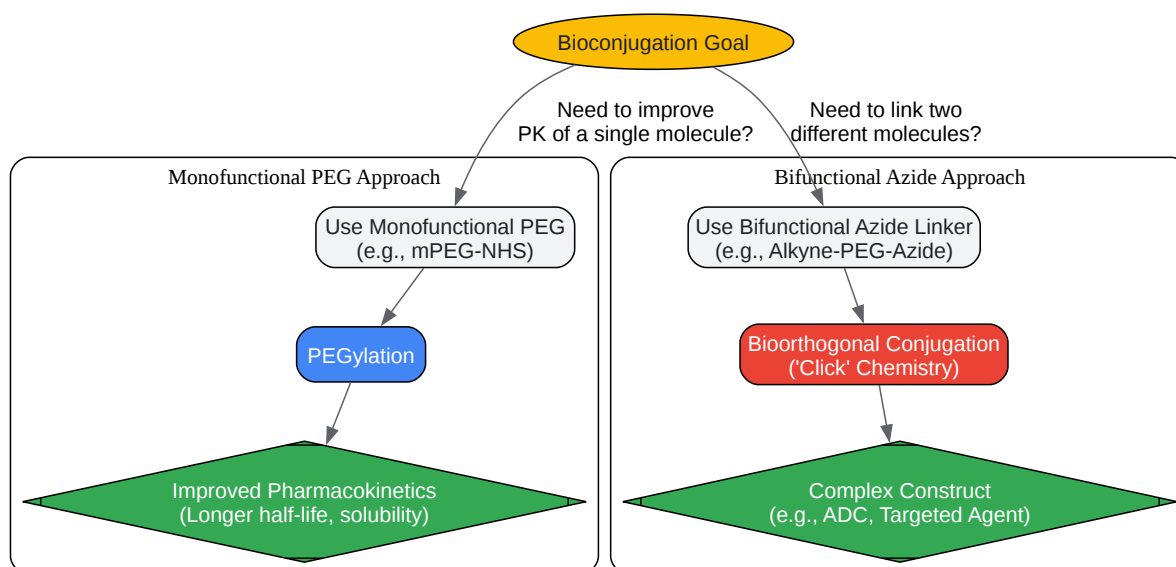 Bioconjugation Goal
Need to improve
PK of a single molecule?
Need to link two
different molecules?
Monofunctional PEG Approach
Bifunctional Azide Approach
Use Monofunctional PEG
(e.g., mPEG-NHS)
Use Bifunctional Azide Linker
(e.g., Alkyne-PEG-Azide)
PEGylation
Bioorthogonal Conjugation
('Click' Chemistry)
Improved Pharmacokinetics
(Longer half-life, solubility)
Complex Construct
(e.g., ADC, Targeted Agent)